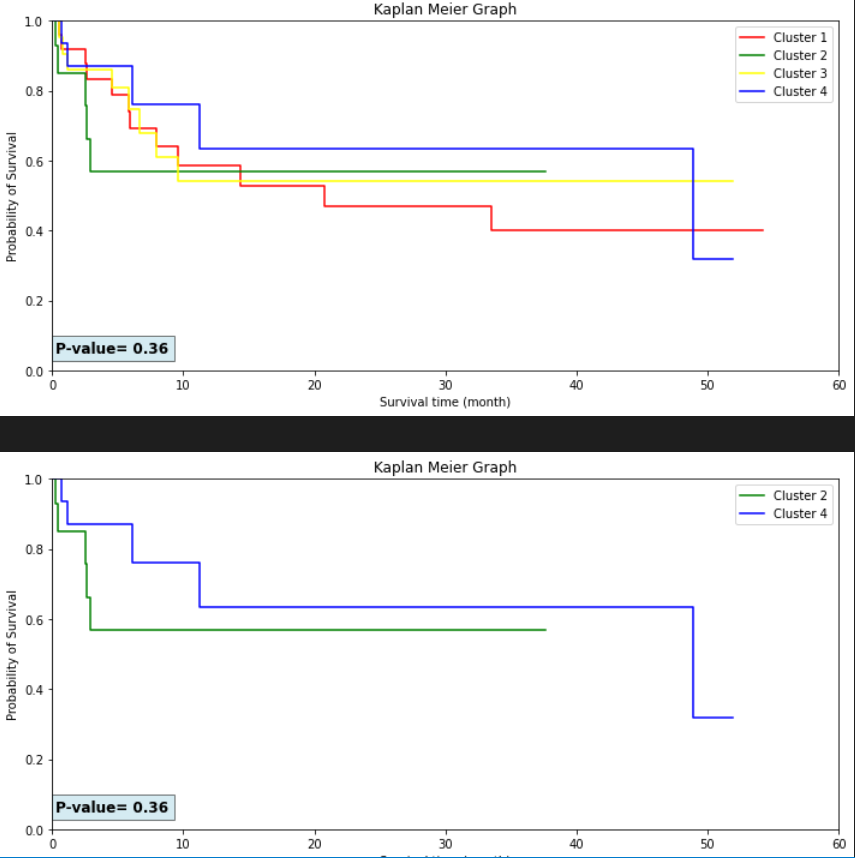 Kaplan Meier Graph
1.0
0.8
0.6
0.4
0.2
0.0
Probability of Survival
Cluster 1
Cluster 2
Cluster 3
Cluster 4
P-value= 0.36
0 10 20 30 40 50 60
Survival time (month)
Kaplan Meier Graph
1.0
0.8
0.6
0.4
0.2
0.0
Probability of Survival
Cluster 2
Cluster 4
P-value= 0.36
0 10 20 30 40 50 60